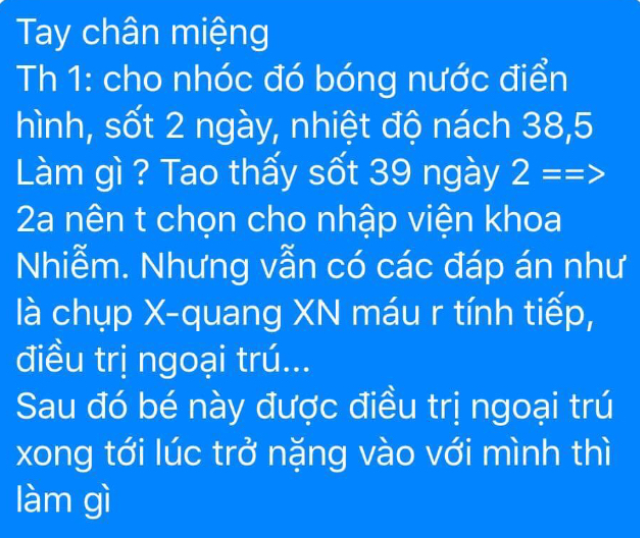 Tay chân miệng
Th 1: cho nhóc đó bóng nước điển
hình, sốt 2 ngày, nhiệt độ nách 38,5
Làm gì ? Tao thấy sốt 39 ngày 2 ==>
2a nên t chọn cho nhập viện khoa
Nhiễm. Nhưng vẫn có các đáp án như
là chụp X-quang XN máu r tính tiếp,
điều trị ngoại trú...
Sau đó bé này được điều trị ngoại trú
xong tới lúc trở nặng vào với mình thì
làm gì